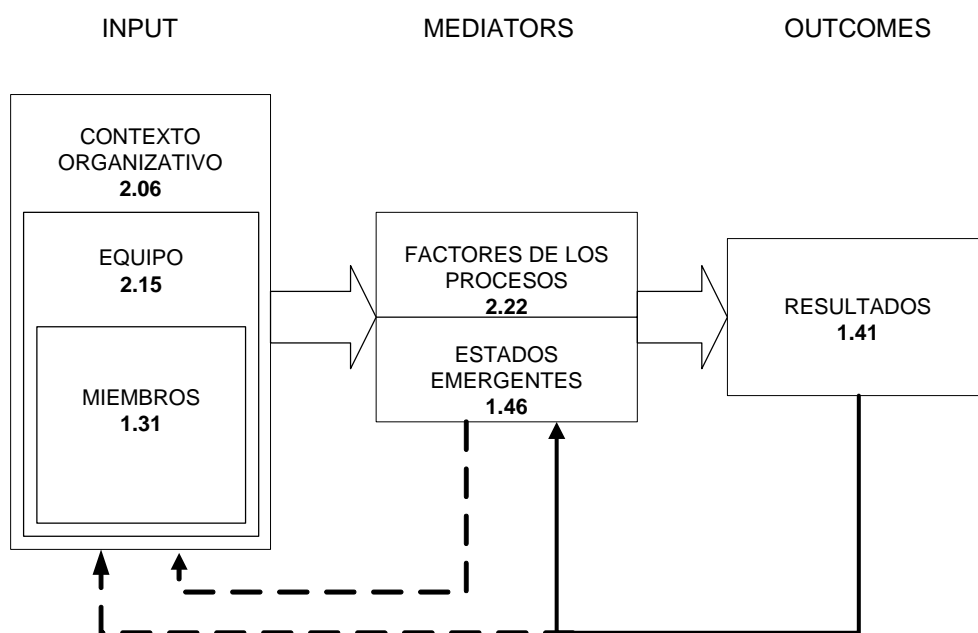 INPUT
MEDIATORS
OUTCOMES
CONTEXTO
ORGANIZATIVO
2.06
EQUIPO
2.15
MIEMBROS
1.31
FACTORES DE LOS
PROCESOS
2.22
ESTADOS
EMERGENTES
1.46
RESULTADOS
1.41